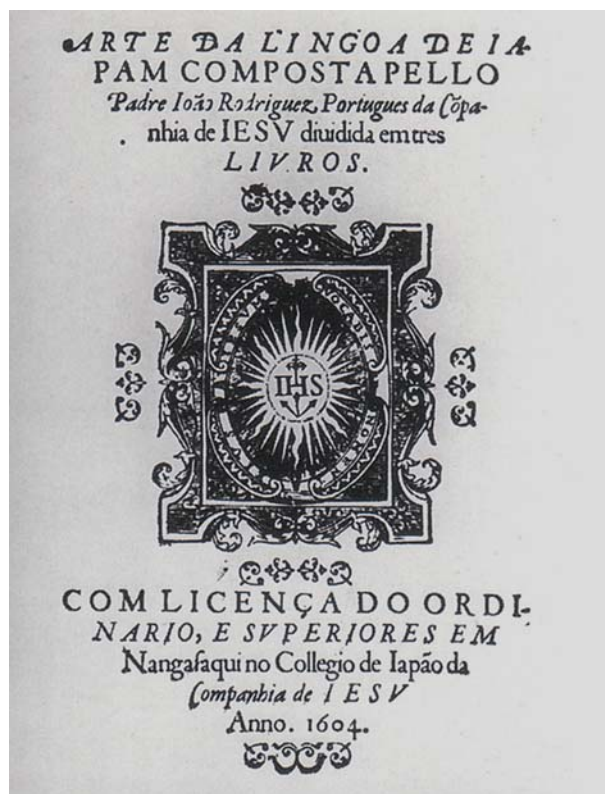 ARTE DA LINGOA DE IA-
PAM COMPOSTA PELLO
Padre Ioão Rodriguez, Portugues da Cõpa-
nhia de IESV diuidida em tres
LIVROS.
VOCABIS
IHS
COM LICENÇA DO ORDI-
NARIO, E SVPERIORES EM
Nangasaqui no Collegio de Iapão da
Companhia de IESV
Anno. 1604.